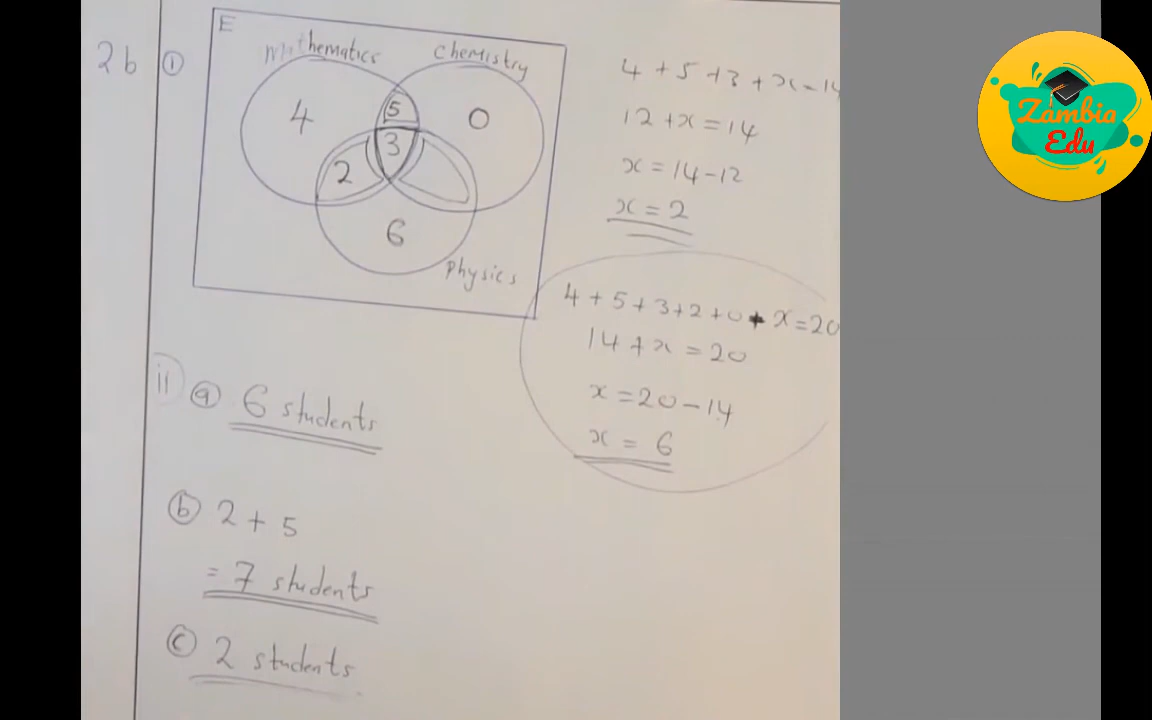 2b ①
E
Mathematics
Chemistry
4
5
0
3
2
6
Physics
4 + 5 + 3 + x = 14
12 + x = 14
x = 14 - 12
x = 2
4 + 5 + 3 + 2 + 0 + x = 20
14 + x = 20
x = 20 - 14
x = 6
ii
ⓐ 6 students
ⓑ 2 + 5
= 7 students
ⓒ 2 students
Zambia
Edu